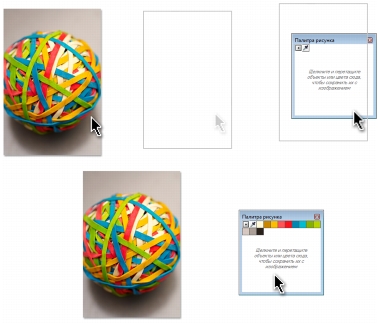 Палитра рисунка
Щелкните и перетащите
объекты или цвета сюда,
чтобы сохранить их с
изображением
Палитра рисунка
Щелкните и перетащите
объекты или цвета сюда,
чтобы сохранить их с
изображением